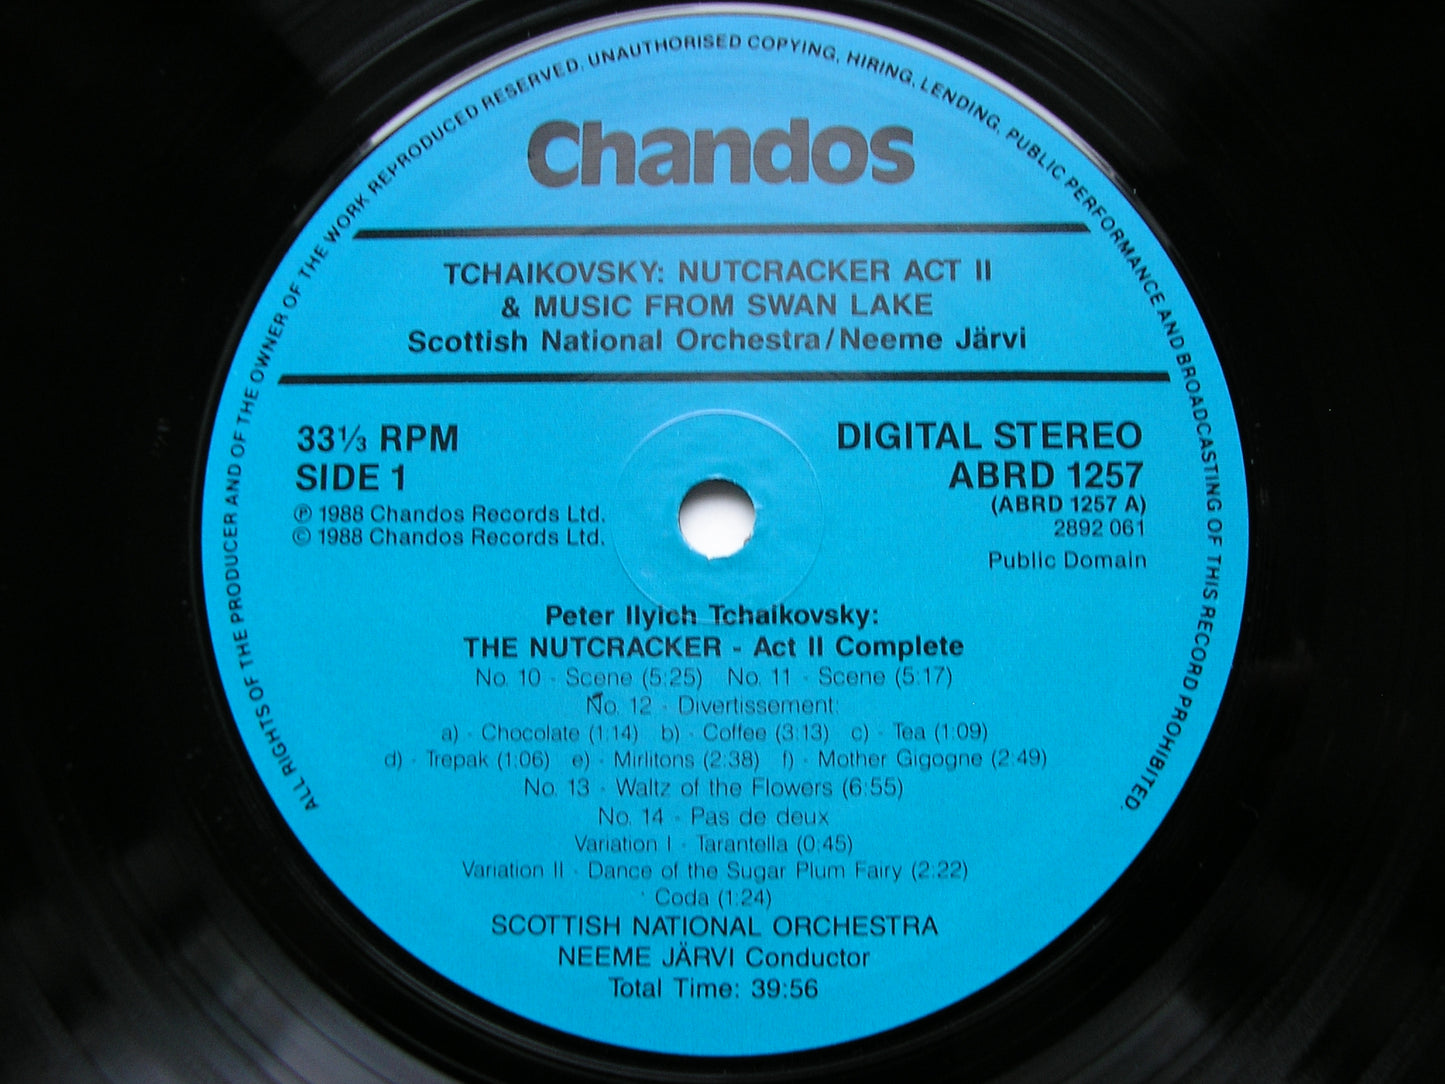 ALL RIGHTS OF THE PRODUCER AND OF THE OWNER OF THE WORK REPRODUCED RESERVED. UNAUTHORISED COPYING, HIRING, LENDING, PUBLIC PERFORMANCE AND BROADCASTING OF THIS RECORD PROHIBITED.
Chandos
TCHAIKOVSKY: NUTCRACKER ACT II
& MUSIC FROM SWAN LAKE
Scottish National Orchestra/Neeme Järvi
33⅓ RPM
SIDE 1
℗ 1988 Chandos Records Ltd.
© 1988 Chandos Records Ltd.
DIGITAL STEREO
ABRD 1257
(ABRD 1257 A)
2892 061
Public Domain
Peter Ilyich Tchaikovsky:
THE NUTCRACKER - Act II Complete
No. 10 - Scene (5:25) No. 11 - Scene (5:17)
No. 12 - Divertissement:
a) - Chocolate (1:14) b) - Coffee (3:13) c) - Tea (1:09)
d) - Trepak (1:06) e) - Mirlitons (2:38) f) - Mother Gigogne (2:49)
No. 13 - Waltz of the Flowers (6:55)
No. 14 - Pas de deux
Variation I - Tarantella (0:45)
Variation II - Dance of the Sugar Plum Fairy (2:22)
Coda (1:24)
SCOTTISH NATIONAL ORCHESTRA
NEEME JÄRVI Conductor
Total Time: 39:56